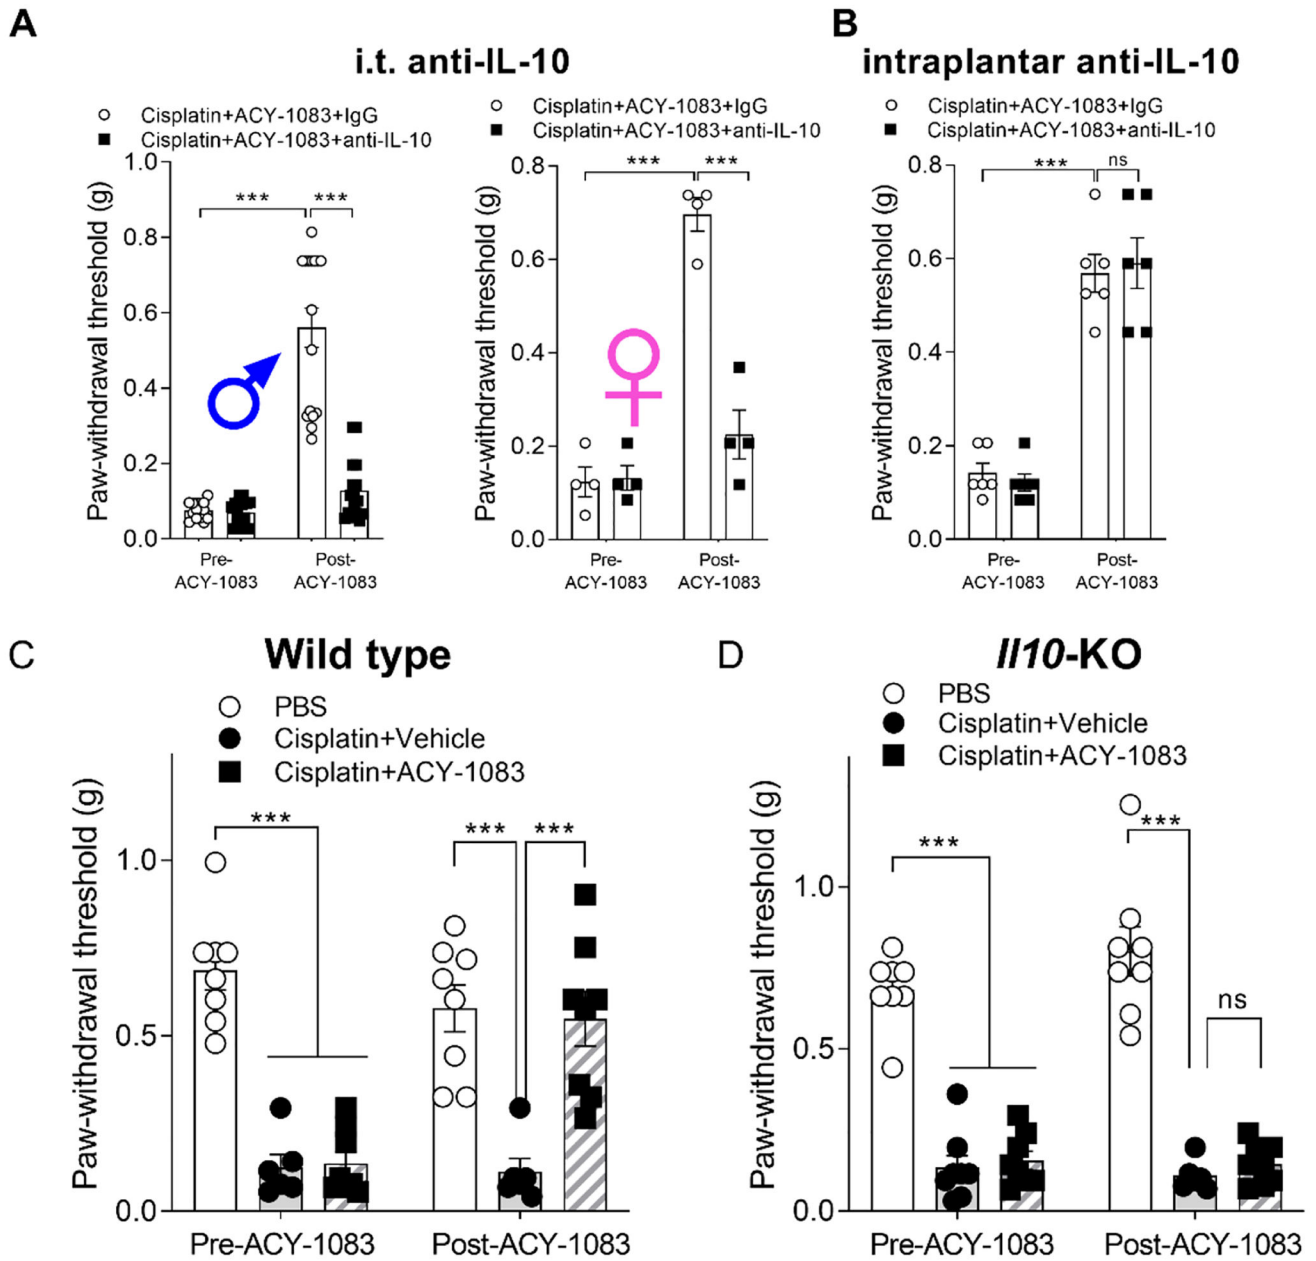 A
i.t. anti-IL-10
Cisplatin+ACY-1083+IgG
Cisplatin+ACY-1083+anti-IL-10
Paw-withdrawal threshold (g)
1.0
0.8
0.6
0.4
0.2
0.0
*** ***
Pre-
ACY-1083
Post-
ACY-1083
Cisplatin+ACY-1083+IgG
Cisplatin+ACY-1083+anti-IL-10
Paw-withdrawal threshold (g)
0.8
0.6
0.4
0.2
0.0
*** ***
Pre-
ACY-1083
Post-
ACY-1083
B
intraplantar anti-IL-10
Cisplatin+ACY-1083+IgG
Cisplatin+ACY-1083+anti-IL-10
Paw-withdrawal threshold (g)
0.8
0.6
0.4
0.2
0.0
*** ns
Pre-
ACY-1083
Post-
ACY-1083
C
Wild type
PBS
Cisplatin+Vehicle
Cisplatin+ACY-1083
Paw-withdrawal threshold (g)
1.0
0.5
0.0
*** *** ***
Pre-ACY-1083 Post-ACY-1083
D
Il10-KO
PBS
Cisplatin+Vehicle
Cisplatin+ACY-1083
Paw-withdrawal threshold (g)
1.0
0.5
0.0
*** *** ns
Pre-ACY-1083 Post-ACY-1083